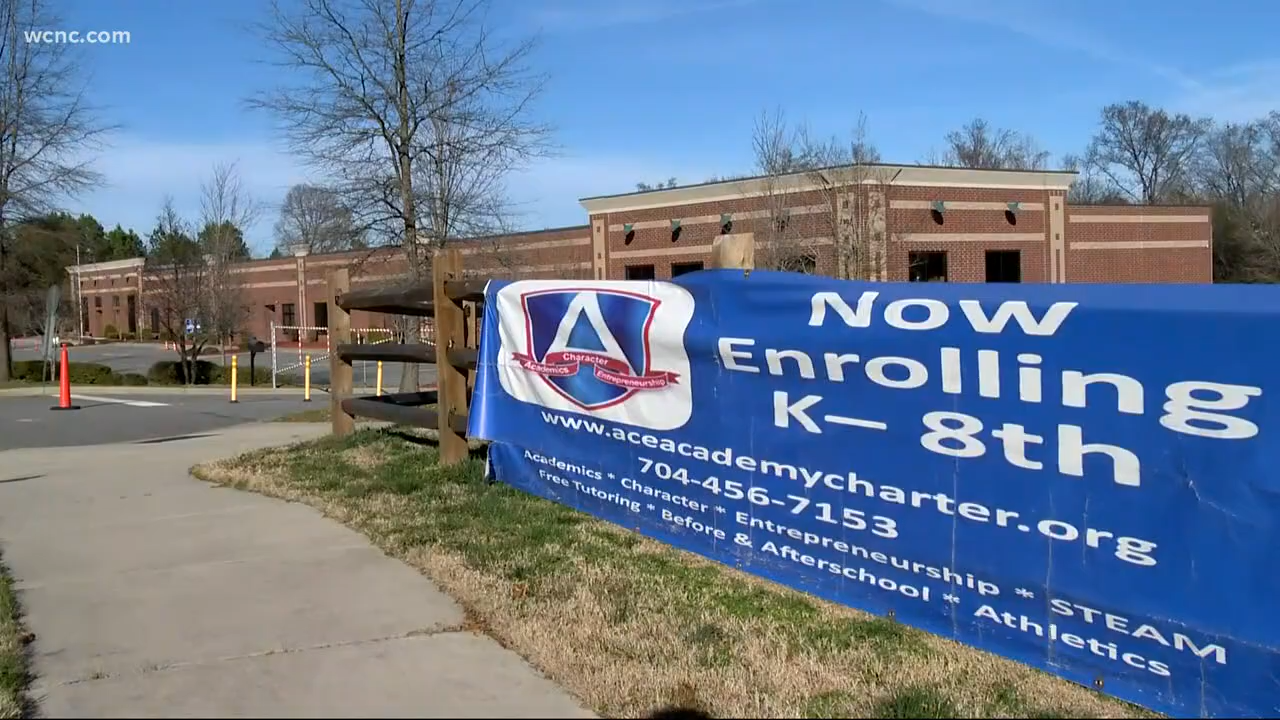 wcnc.com
Now
Enrolling
K– 8th
Character
Academics Entrepreneurship
www.aceacademycharter.org
704-456-7153
Academics * Character * Entrepreneurship * STEAM
Free Tutoring * Before & Afterschool * Athletics